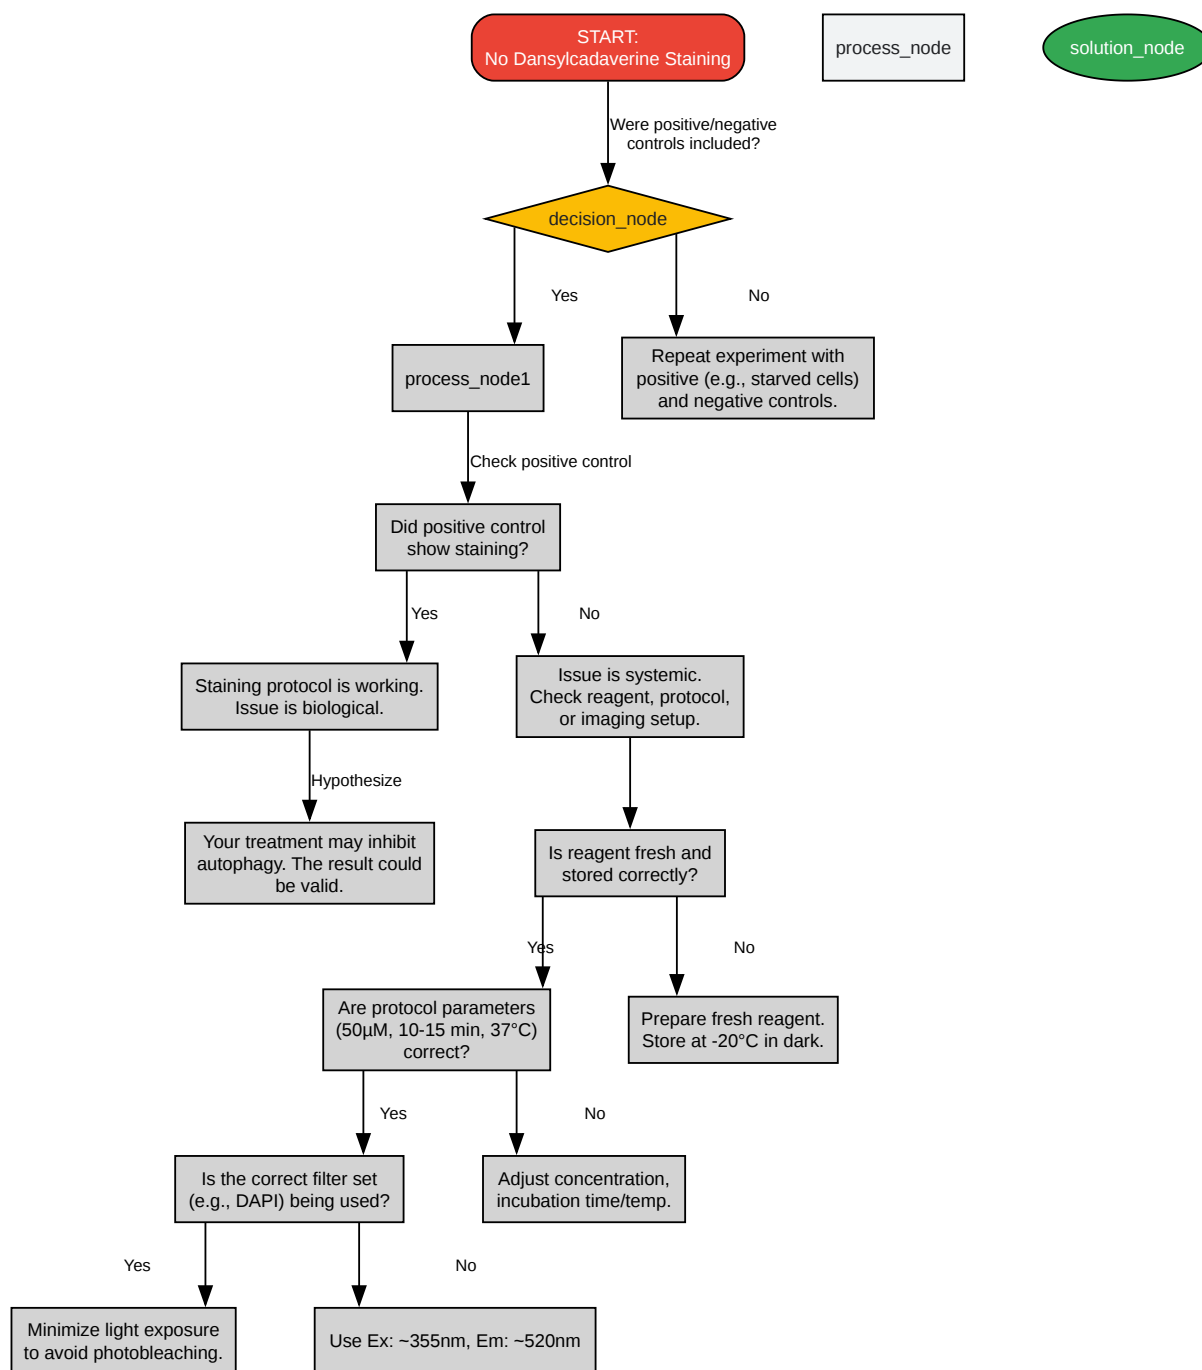 START:
No Dansylcadaverine Staining
process_node
solution_node
Were positive/negative
controls included?
decision_node
Yes
No
process_node1
Repeat experiment with
positive (e.g., starved cells)
and negative controls.
Check positive control
Did positive control
show staining?
Yes
No
Staining protocol is working.
Issue is biological.
Issue is systemic.
Check reagent, protocol,
or imaging setup.
Hypothesize
Your treatment may inhibit
autophagy. The result could
be valid.
Is reagent fresh and
stored correctly?
Yes
No
Are protocol parameters
(50µM, 10-15 min, 37°C)
correct?
Prepare fresh reagent.
Store at -20°C in dark.
Yes
No
Is the correct filter set
(e.g., DAPI) being used?
Adjust concentration,
incubation time/temp.
Yes
No
Minimize light exposure
to avoid photobleaching.
Use Ex: ~355nm, Em: ~520nm